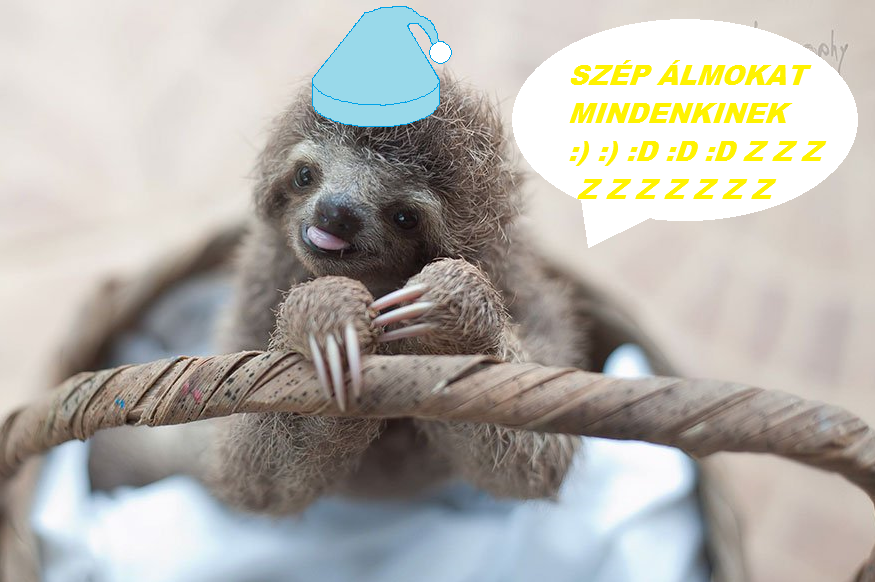 SZÉP ÁLMOKAT
MINDENKINEK
:) :) :D :D :D Z Z Z
Z Z Z Z Z Z Z